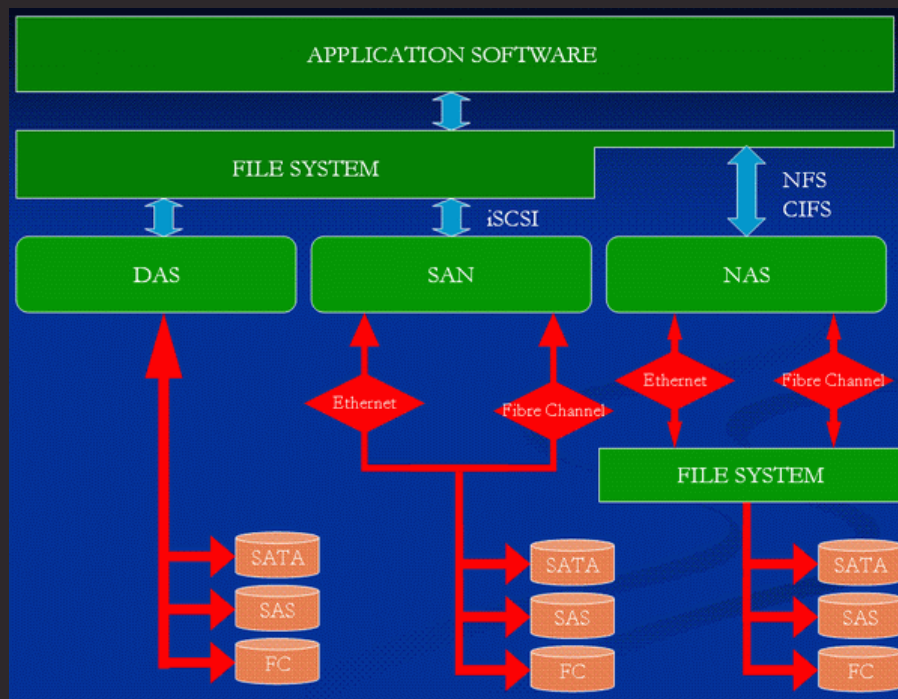 APPLICATION SOFTWARE
FILE SYSTEM
NFS
CIFS
iSCSI
DAS
SAN
NAS
Ethernet
Fibre Channel
Ethernet
Fibre Channel
FILE SYSTEM
SATA
SAS
FC
SATA
SAS
FC
SATA
SAS
FC